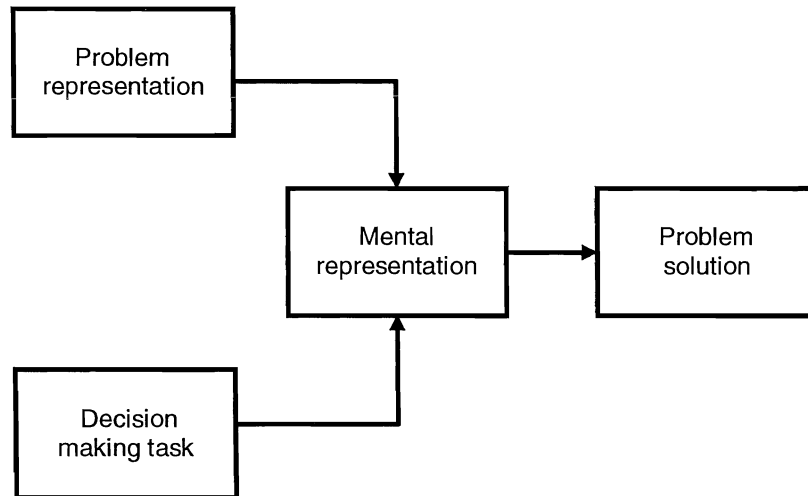 Problem
representation
Mental
representation
Problem
solution
Decision
making task